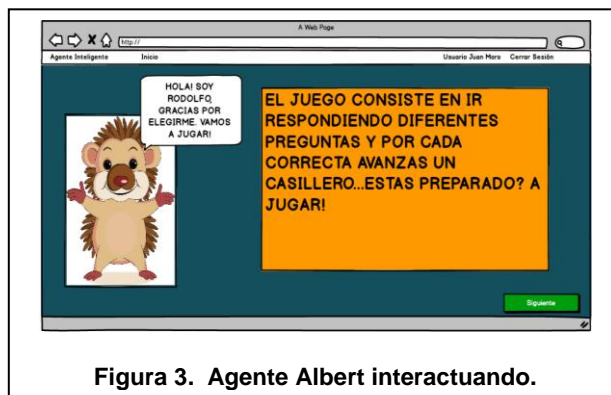 A Web Page
http://
Agente Inteligente Inicio Usuario Juan Moro Cerrar Sesión
HOLA! SOY
RODOLFO,
GRACIAS POR
ELEGIRME. VAMOS
A JUGAR!
EL JUEGO CONSISTE EN IR
RESPONDIENDO DIFERENTES
PREGUNTAS Y POR CADA
CORRECTA AVANZAS UN
CASILLERO...ESTAS PREPARADO? A
JUGAR!
Siguiente
Figura 3. Agente Albert interactuando.